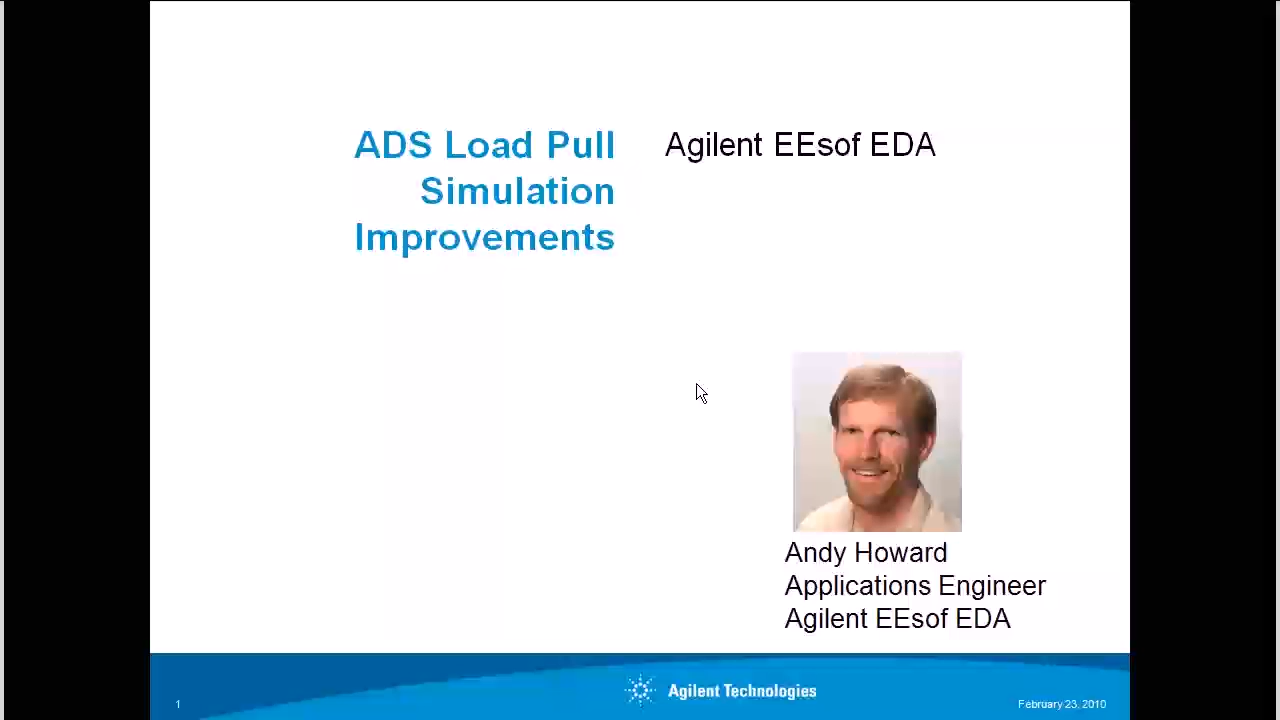 ADS Load Pull
Simulation
Improvements
Agilent EEsof EDA
Andy Howard
Applications Engineer
Agilent EEsof EDA
1
Agilent Technologies
February 23, 2010